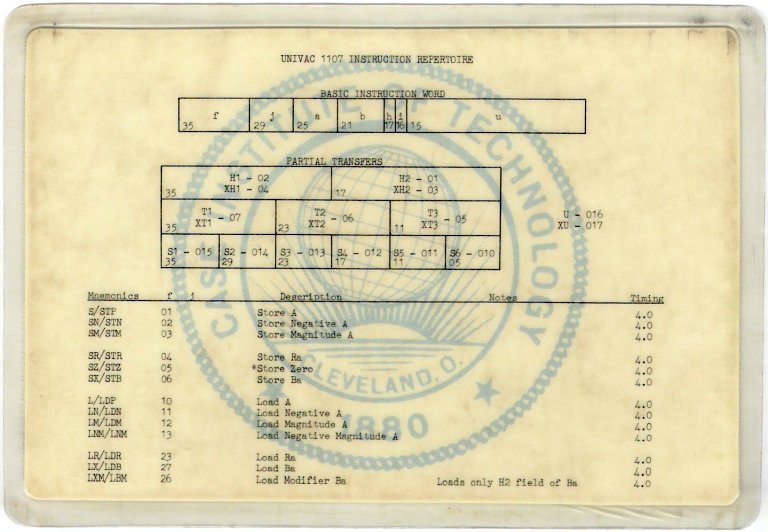 UNIVAC 1107 INSTRUCTION REPERTOIRE
BASIC INSTRUCTION WORD
f j a b h i u
35 29 25 21 17 16 15
PARTIAL TRANSFERS
H1 - 02 H2 - 01
XH1 - 04 XH2 - 03
35 17
T1 T2 T3
XT1 - 07 XT2 - 06 XT3 - 05
35 23 11
U - 016
XU - 017
S1 - 015 S2 - 014 S3 - 013 S4 - 012 S5 - 011 S6 - 010
35 29 23 17 11 05
Mnemonics f j Description Notes Timing
S/STP 01 Store A 4.0
SN/STN 02 Store Negative A 4.0
SM/STM 03 Store Magnitude A 4.0
SR/STR 04 Store Ra 4.0
SZ/STZ 05 *Store Zero 4.0
SX/STB 06 Store Ba 4.0
L/LDP 10 Load A 4.0
LN/LDN 11 Load Negative A 4.0
LM/LDM 12 Load Magnitude A 4.0
LNM/LNM 13 Load Negative Magnitude A 4.0
LR/LDR 23 Load Ra 4.0
LX/LDB 27 Load Ba 4.0
LXM/LBM 26 Load Modifier Ba Loads only H2 field of Ba 4.0
CASE INSTITUTE OF TECHNOLOGY
CLEVELAND, O.
1880